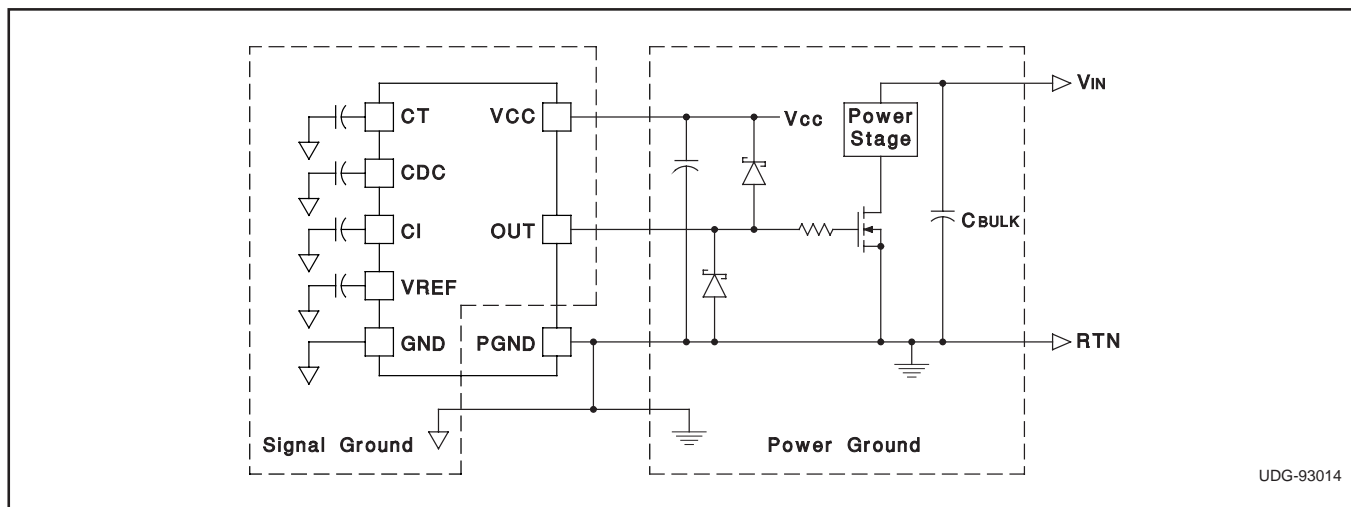 CT
CDC
CI
VREF
GND
VCC
OUT
PGND
Vcc
Power
Stage
VIN
CBULK
RTN
Signal Ground
Power Ground
UDG-93014